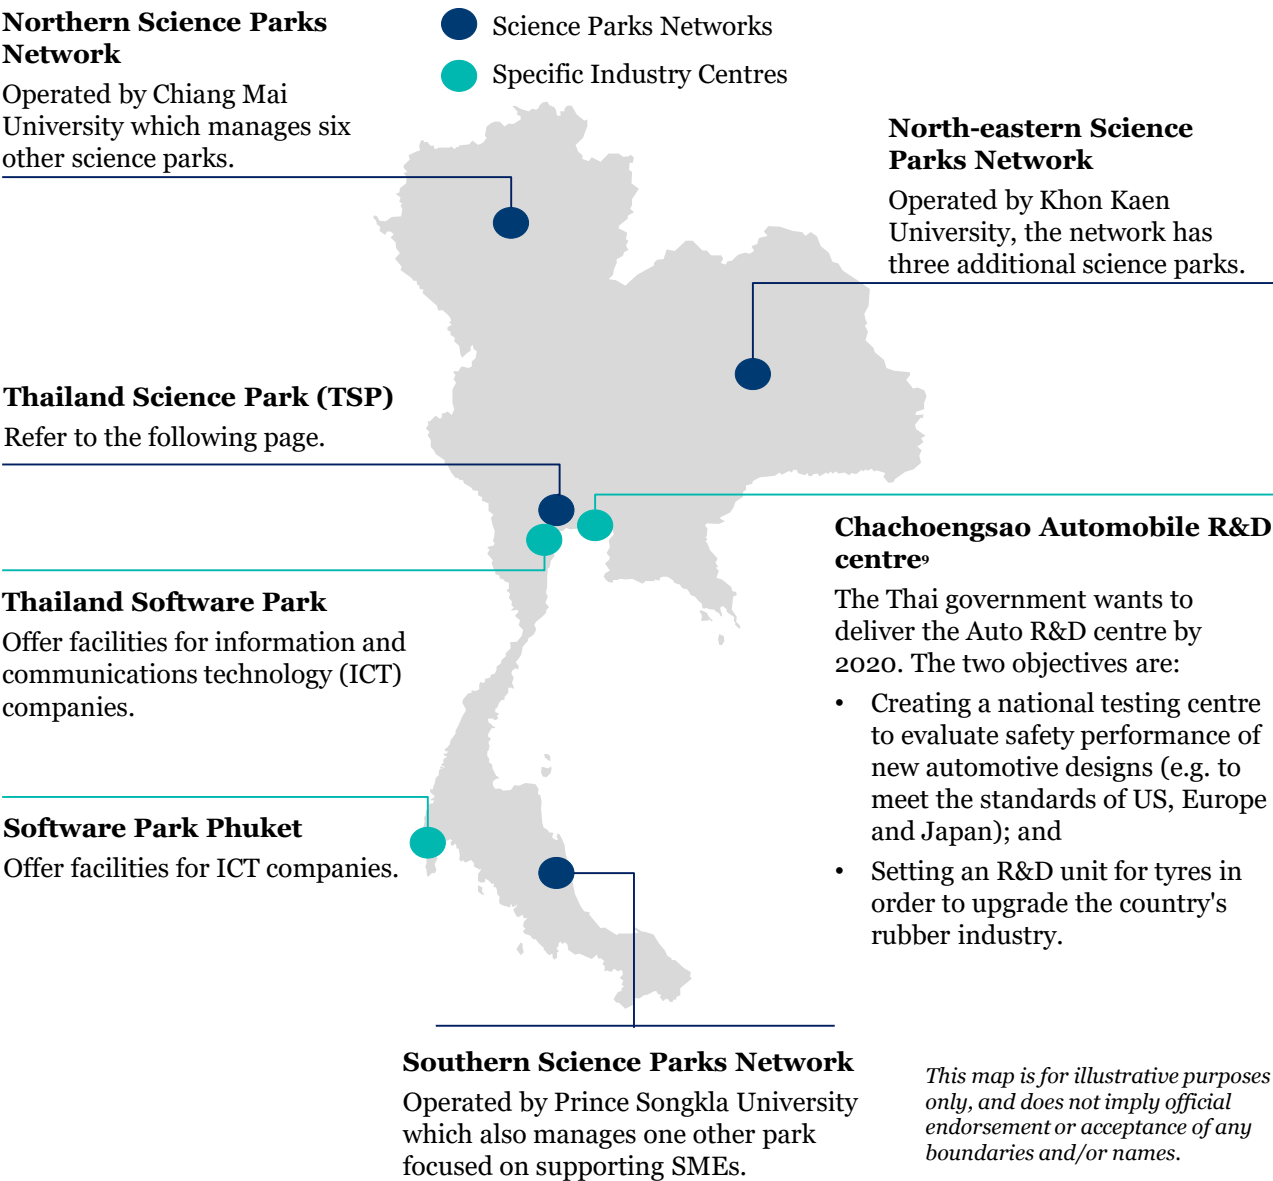 Northern Science Parks
Network
Operated by Chiang Mai
University which manages six
other science parks.
Science Parks Networks
Specific Industry Centres
North-eastern Science
Parks Network
Operated by Khon Kaen
University, the network has
three additional science parks.
Thailand Science Park (TSP)
Refer to the following page.
Thailand Software Park
Offer facilities for information and
communications technology (ICT)
companies.
Chachoengsao Automobile R&D
centre⁹
The Thai government wants to
deliver the Auto R&D centre by
2020. The two objectives are:
• Creating a national testing centre
to evaluate safety performance of
new automotive designs (e.g. to
meet the standards of US, Europe
and Japan); and
• Setting an R&D unit for tyres in
order to upgrade the country's
rubber industry.
Software Park Phuket
Offer facilities for ICT companies.
Southern Science Parks Network
Operated by Prince Songkla University
which also manages one other park
focused on supporting SMEs.
This map is for illustrative purposes
only, and does not imply official
endorsement or acceptance of any
boundaries and/or names.